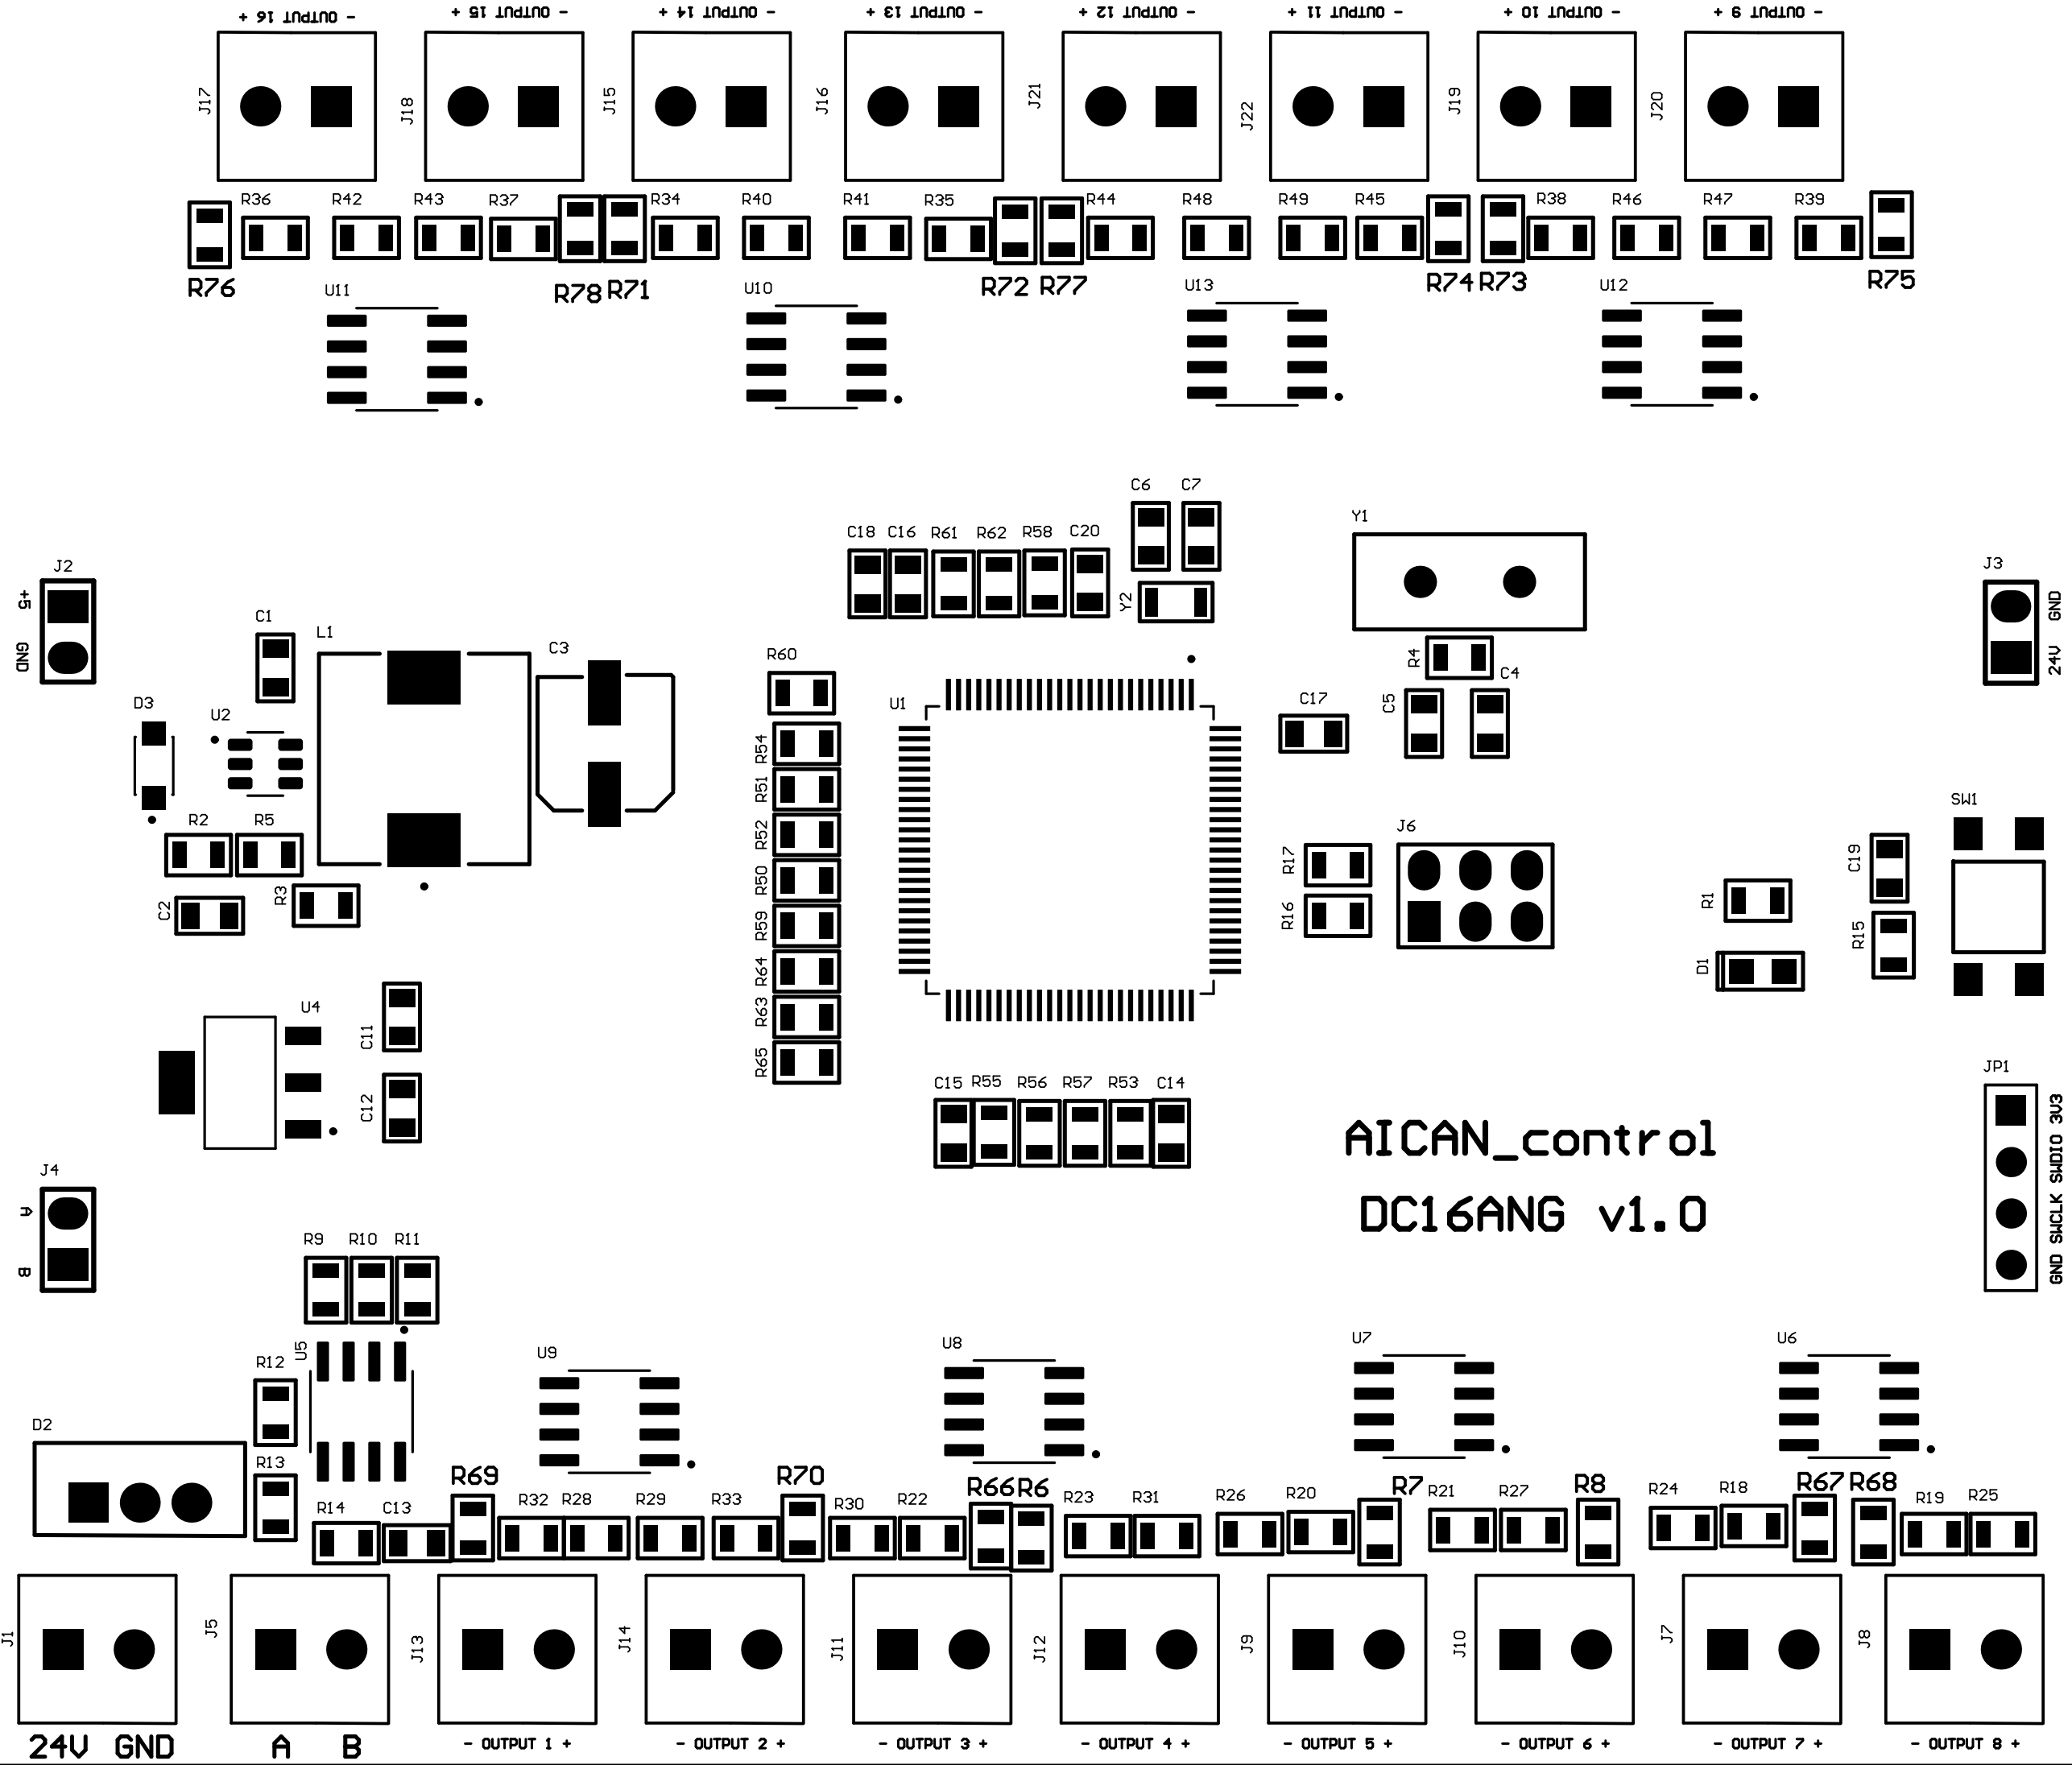 + OUTPUT 16 -
+ OUTPUT 15 -
+ OUTPUT 14 -
+ OUTPUT 13 -
+ OUTPUT 12 -
+ OUTPUT 11 -
+ OUTPUT 10 -
+ OUTPUT 9 -
J17
J18
J15
J16
J21
J22
J19
J20
R36
R42
R43
R37
R34
R40
R41
R35
R44
R48
R49
R45
R38
R46
R47
R39
R76
R78
R71
R72
R77
R74
R73
R75
U11
U10
U13
U12
C6
C7
C18
C16
R61
R62
R58
C20
Y2
Y1
J2
+5
GND
J3
GND
24V
C1
L1
C3
R60
R4
C4
D3
U2
U1
C17
C5
R54
R51
R52
R50
R59
R64
R63
R65
R2
R5
C2
R3
J6
R17
R16
SW1
C19
R1
R15
D1
U4
C11
C12
C15
R55
R56
R57
R53
C14
JP1
GND SWCLK SWDIO 3V3
AICAN_control
DC16ANG v1.0
J4
A
B
R9
R10
R11
U5
R12
U9
U8
U7
U6
D2
R13
R14
C13
R69
R32
R28
R29
R33
R70
R30
R22
R66
R6
R23
R31
R26
R20
R7
R21
R27
R8
R24
R18
R67
R68
R19
R25
J1
J5
J13
J14
J11
J12
J9
J10
J7
J8
24V GND
A B
- OUTPUT 1 +
- OUTPUT 2 +
- OUTPUT 3 +
- OUTPUT 4 +
- OUTPUT 5 +
- OUTPUT 6 +
- OUTPUT 7 +
- OUTPUT 8 +